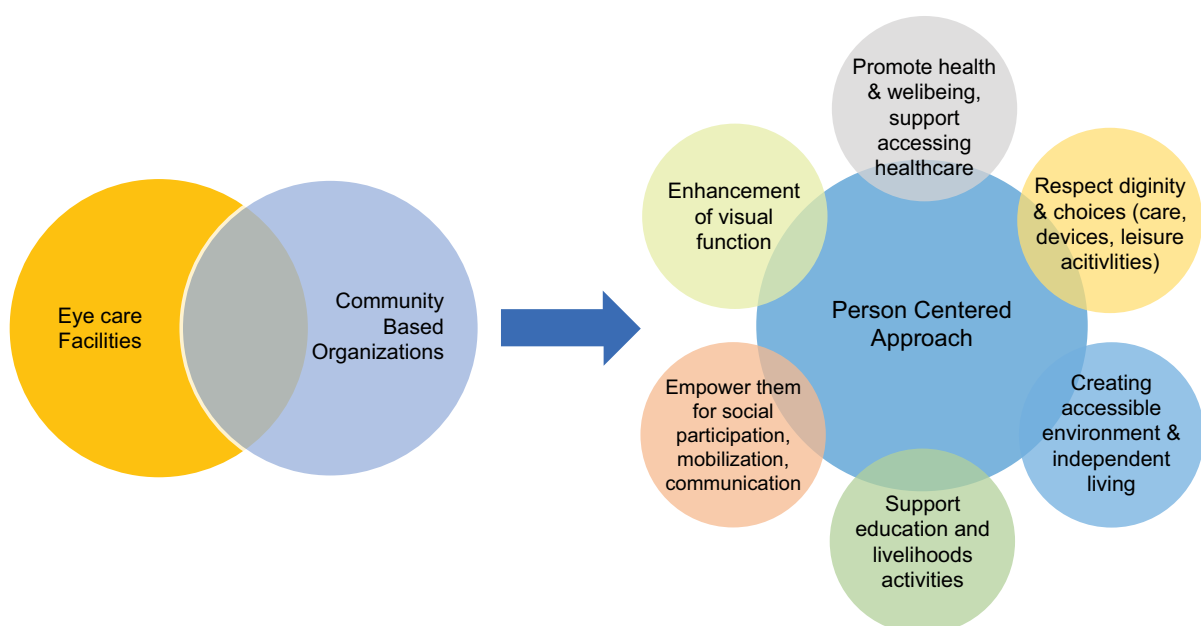 Eye care
Facilities
Community
Based
Organizations
Promote health
& welibeing,
support
accessing
healthcare
Respect diginity
& choices (care,
devices, leisure
acitivlities)
Creating
accessible
environment &
independent
living
Support
education and
livelihoods
activities
Empower them
for social
participation,
mobilization,
communication
Enhancement
of visual
function
Person Centered
Approach